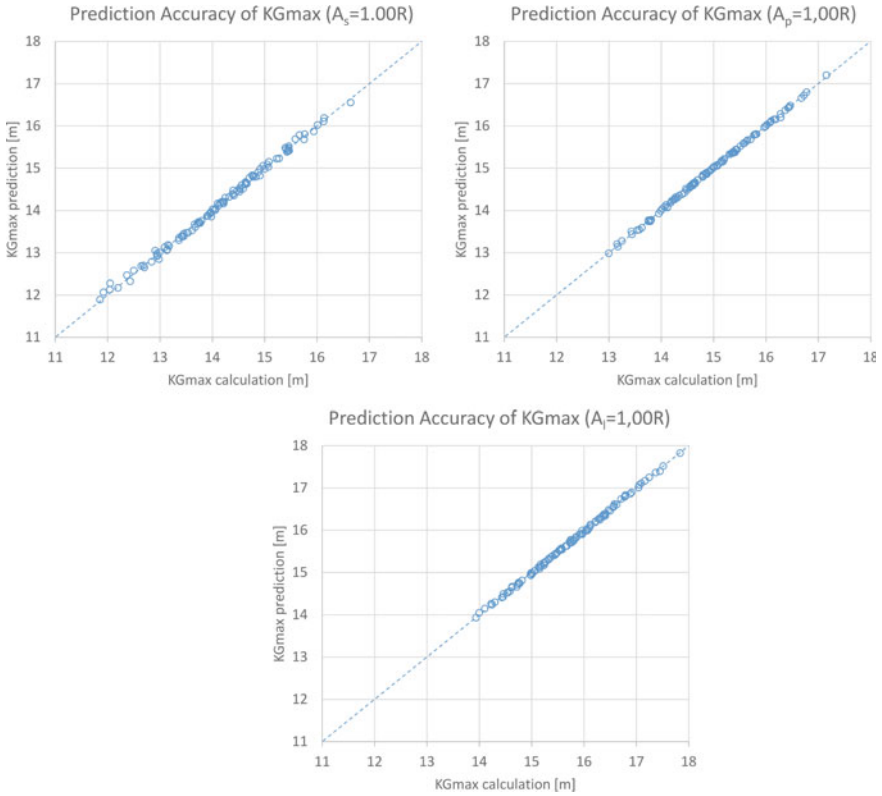 Prediction Accuracy of KGmax (Aₛ=1.00R)
18
17
16
15
14
13
12
11
KGmax prediction [m]
11 12 13 14 15 16 17 18
KGmax calculation [m]
Prediction Accuracy of KGmax (Aₚ=1,00R)
18
17
16
15
14
13
12
11
KGmax prediction [m]
11 12 13 14 15 16 17 18
KGmax calculation [m]
Prediction Accuracy of KGmax (Aₗ=1,00R)
18
17
16
15
14
13
12
11
KGmax prediction [m]
11 12 13 14 15 16 17 18
KGmax calculation [m]